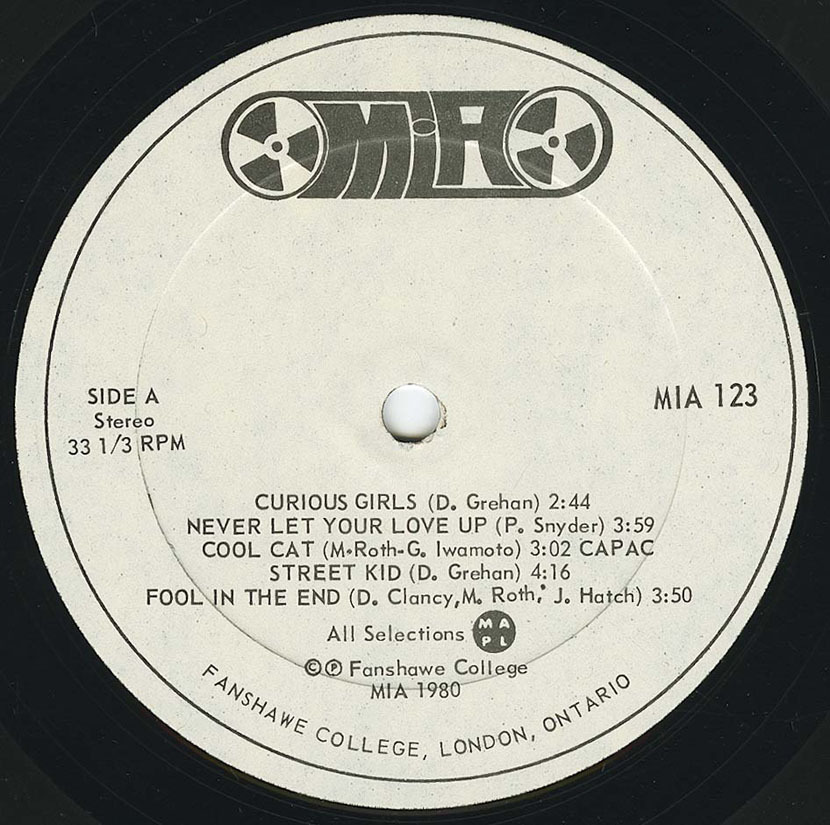 MiA
SIDE A
Stereo
33 1/3 RPM
MIA 123
CURIOUS GIRLS (D. Grehan) 2:44
NEVER LET YOUR LOVE UP (P. Snyder) 3:59
COOL CAT (M-Roth-G. Iwamoto) 3:02 CAPAC
STREET KID (D. Grehan) 4:16
FOOL IN THE END (D. Clancy, M. Roth, J. Hatch) 3:50
All Selections MAPL
©℗ Fanshawe College
MIA 1980
FANSHAWE COLLEGE, LONDON, ONTARIO